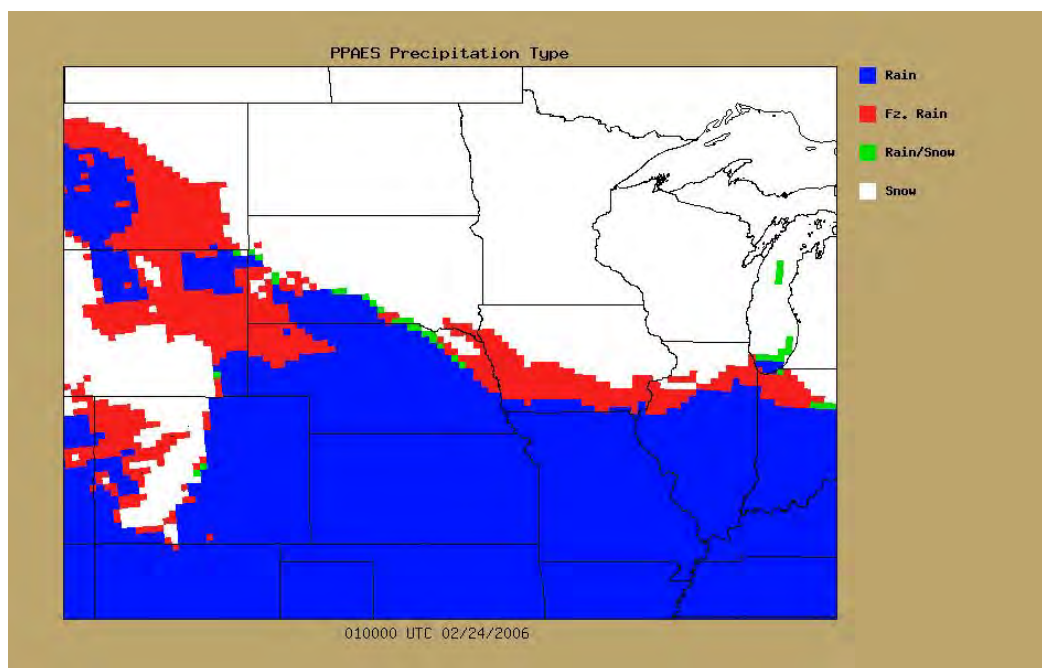 PPAES Precipitation Type
Rain
Fz. Rain
Rain/Snow
Snow
010000 UTC 02/24/2006